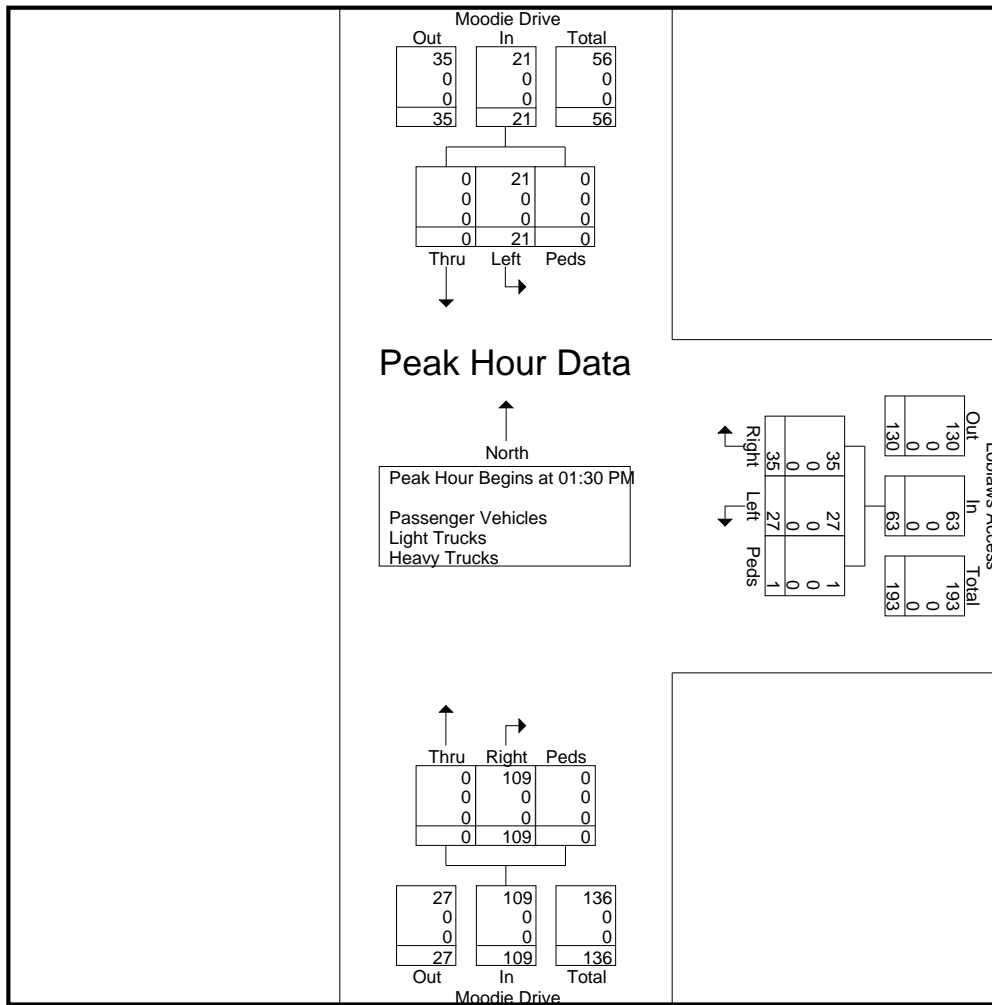 Moodie Drive
Out In Total
35 21 56
0 0 0
0 0 0
35 21 56
0 21 0
0 0 0
0 0 0
0 21 0
Thru Left Peds
Peak Hour Data
North
Peak Hour Begins at 01:30 PM
Passenger Vehicles
Light Trucks
Heavy Trucks
Loblaws Access
Out In Total
130 63 193
0 0 0
0 0 0
130 63 193
35 27 1
0 0 0
0 0 0
35 27 1
Right Left Peds
Thru Right Peds
0 109 0
0 0 0
0 0 0
0 109 0
27 109 136
0 0 0
0 0 0
27 109 136
Out In Total
Moodie Drive